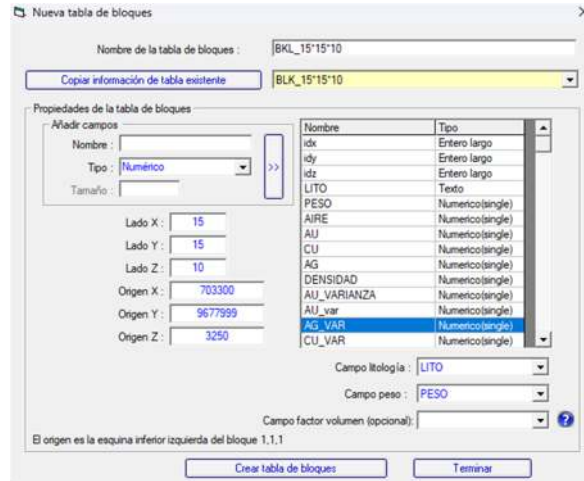 Nueva tabla de bloques
Nombre de la tabla de bloques : BKL_15*15*10
Copiar información de tabla existente BLK_15*15*10
Propiedades de la tabla de bloques
Añadir campos
Nombre :
Tipo : Numérico
>>
Tamaño :
Lado X : 15
Lado Y : 15
Lado Z : 10
Origen X : 703300
Origen Y : 9677999
Origen Z : 3250
Nombre Tipo
idx Entero largo
idy Entero largo
idz Entero largo
LITO Texto
PESO Numerico(single)
AIRE Numerico(single)
AU Numerico(single)
CU Numerico(single)
AG Numerico(single)
DENSIDAD Numerico(single)
AU_VARIANZA Numerico(single)
AU_var Numerico(single)
AG_VAR Numerico(single)
CU_VAR Numerico(single)
Campo litología : LITO
Campo peso : PESO
Campo factor volumen (opcional): ?
El origen es la esquina inferior izquierda del bloque 1,1,1
Crear tabla de bloques Terminar